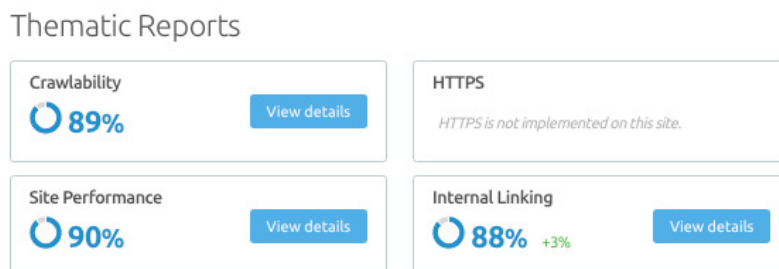 Thematic Reports
Crawlability
89%
View details
HTTPS
HTTPS is not implemented on this site.
Site Performance
90%
View details
Internal Linking
88% +3%
View details